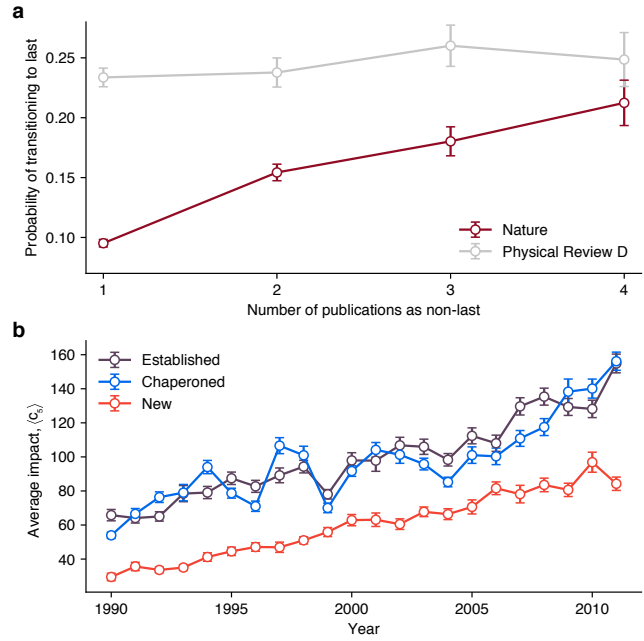 a
Probability of transitioning to last
0.25
0.20
0.15
0.10
Nature
Physical Review D
1 2 3 4
Number of publications as non-last
b
Average impact, ⟨c₅⟩
160
140
120
100
80
60
40
Established
Chaperoned
New
1990 1995 2000 2005 2010
Year